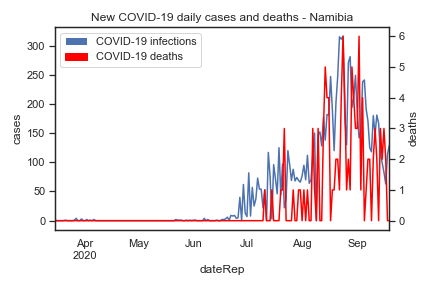 New COVID-19 daily cases and deaths - Namibia
COVID-19 infections
COVID-19 deaths
300
250
200
150
100
50
0
cases
6
5
4
3
2
1
0
deaths
Apr May Jun Jul Aug Sep
2020
dateRep